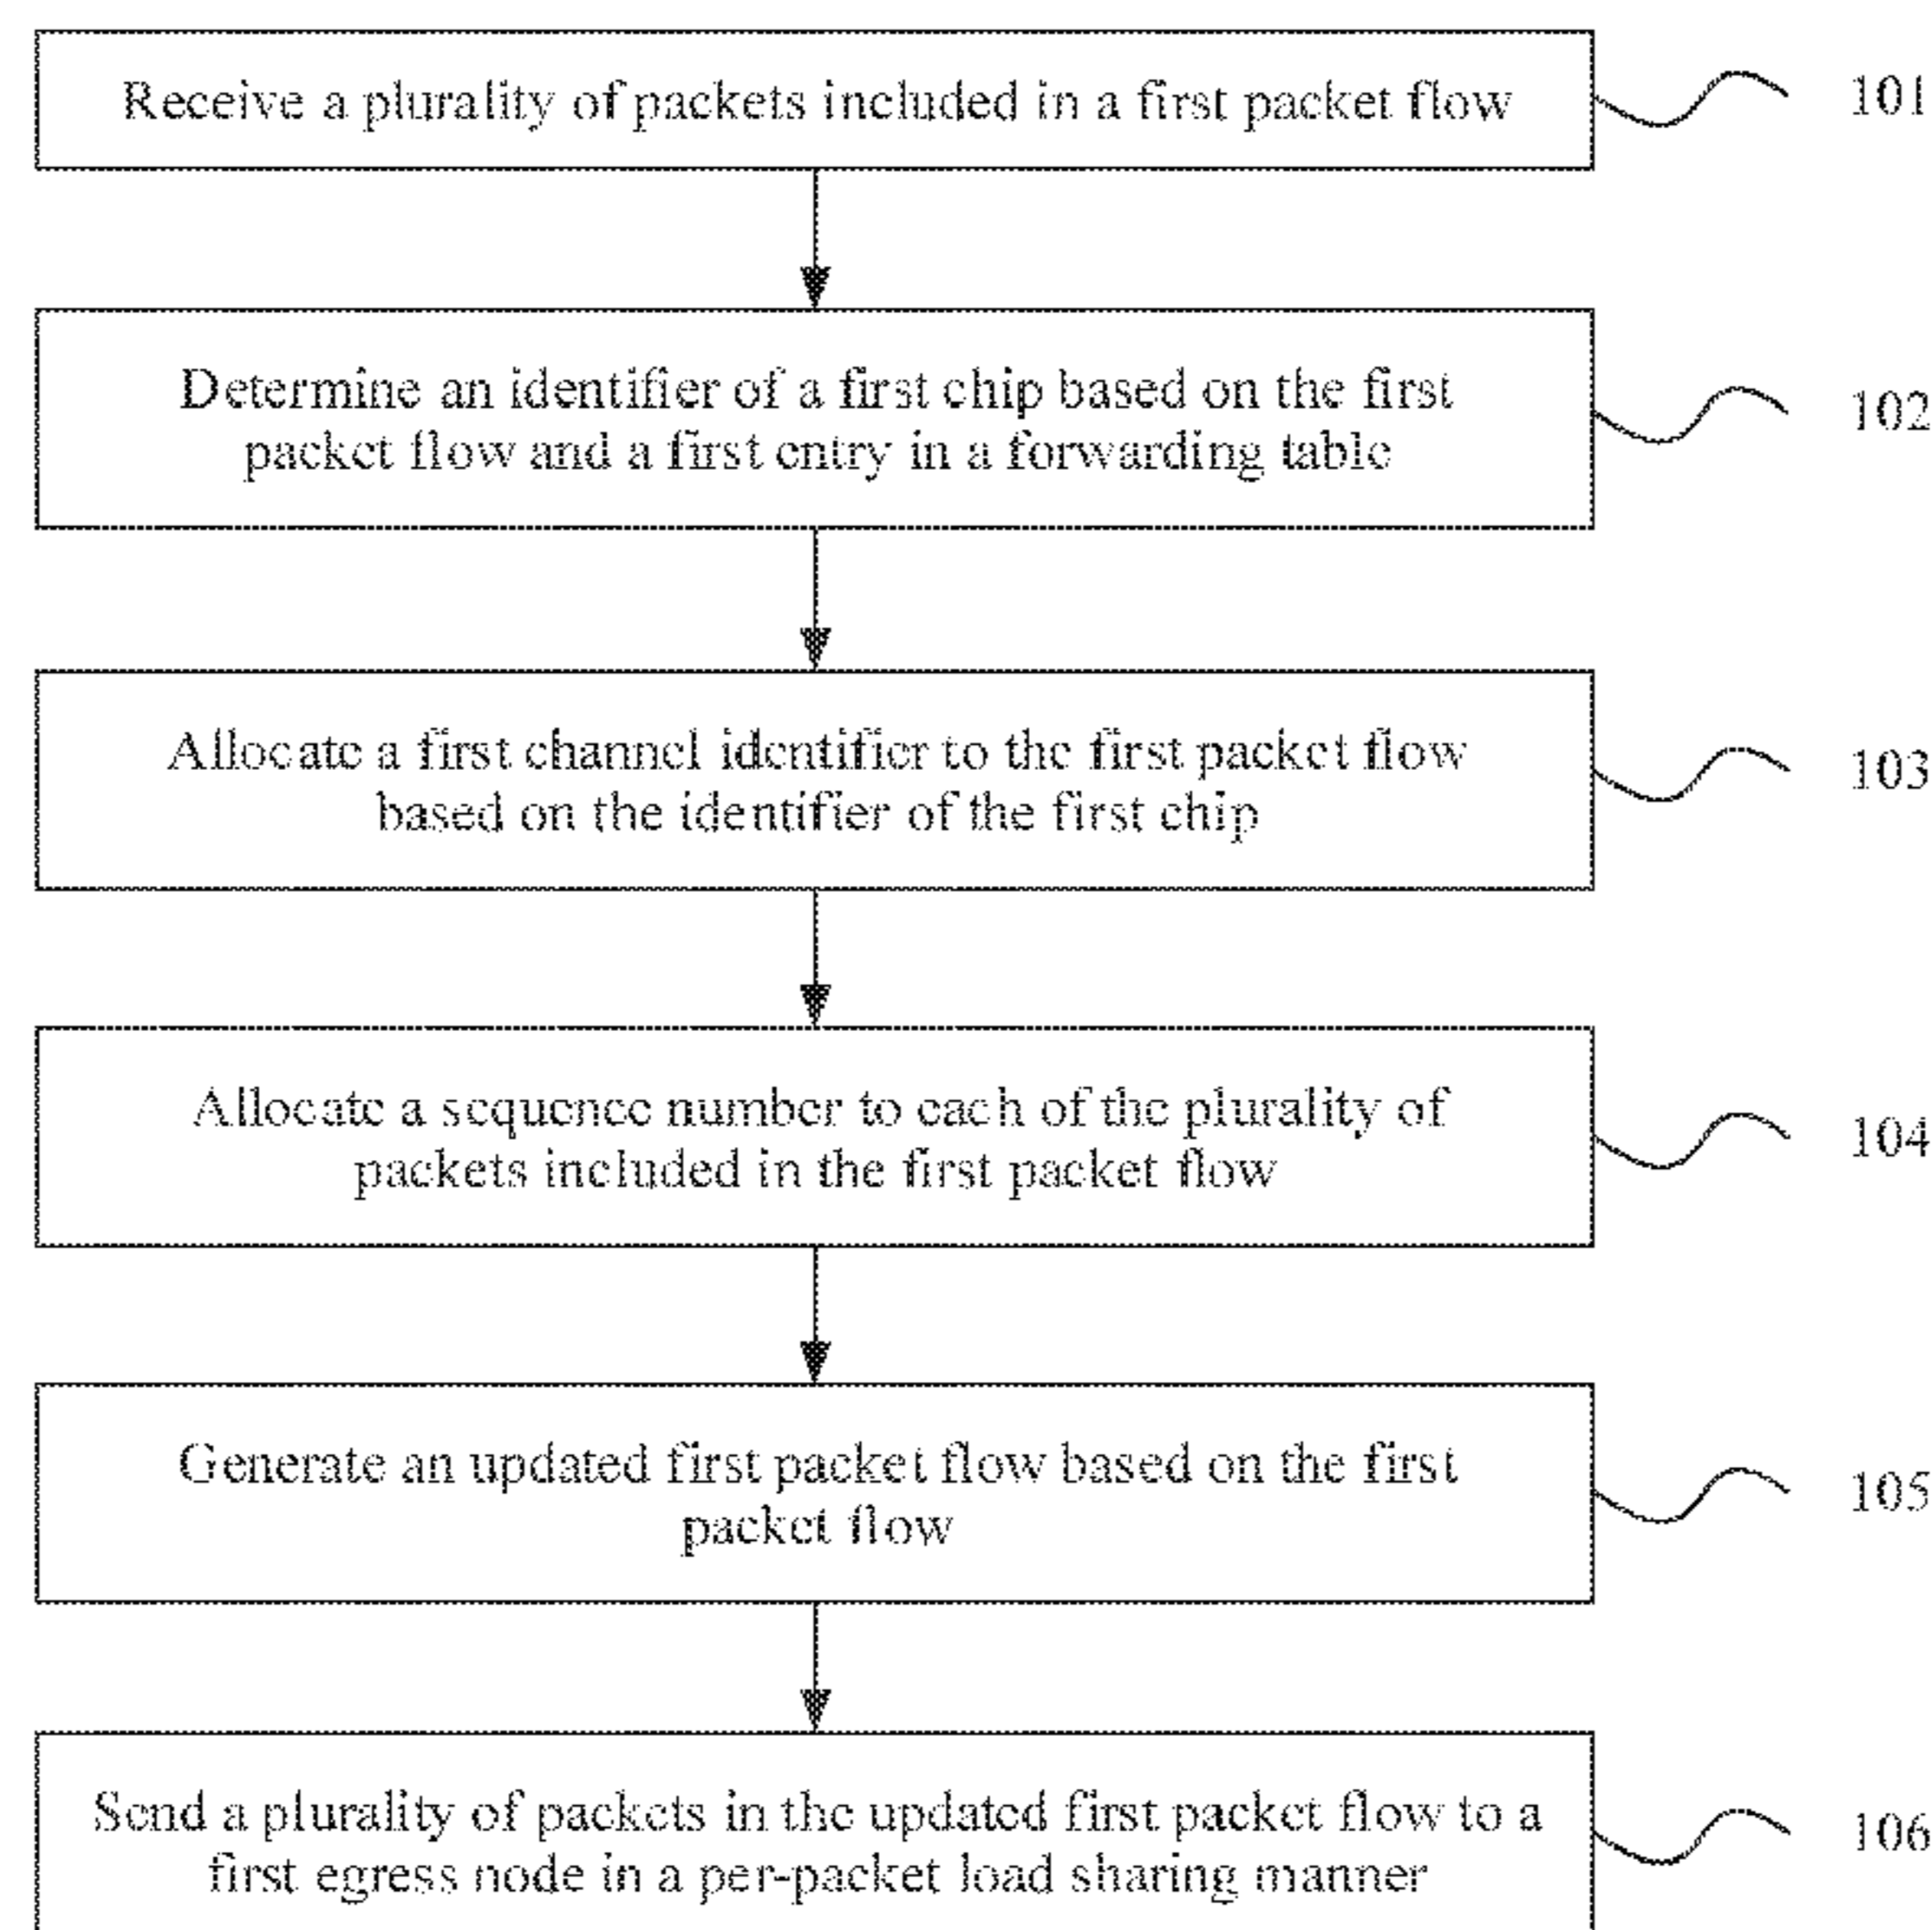 Receive a plurality of packets included in a first packet flow
101
Determine an identifier of a first chip based on the first
packet flow and a first entry in a forwarding table
102
Allocate a first channel identifier to the first packet flow
based on the identifier of the first chip
103
Allocate a sequence number to each of the plurality of
packets included in the first packet flow
104
Generate an updated first packet flow based on the first
packet flow
105
Send a plurality of packets in the updated first packet flow to a
first egress node in a per-packet load sharing manner
106